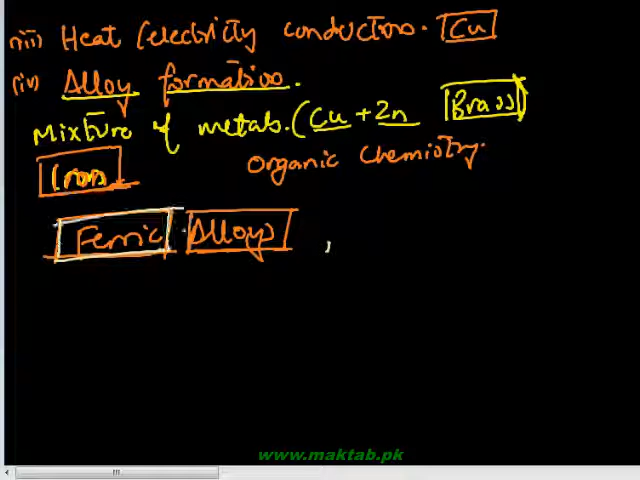 (iii) Heat / electricity conductors. Cu
(iv) Alloy formation.
Mixture of metals. (Cu + Zn Brass)
Iron Organic Chemistry.
Ferric Alloys ,
www.maktab.pk